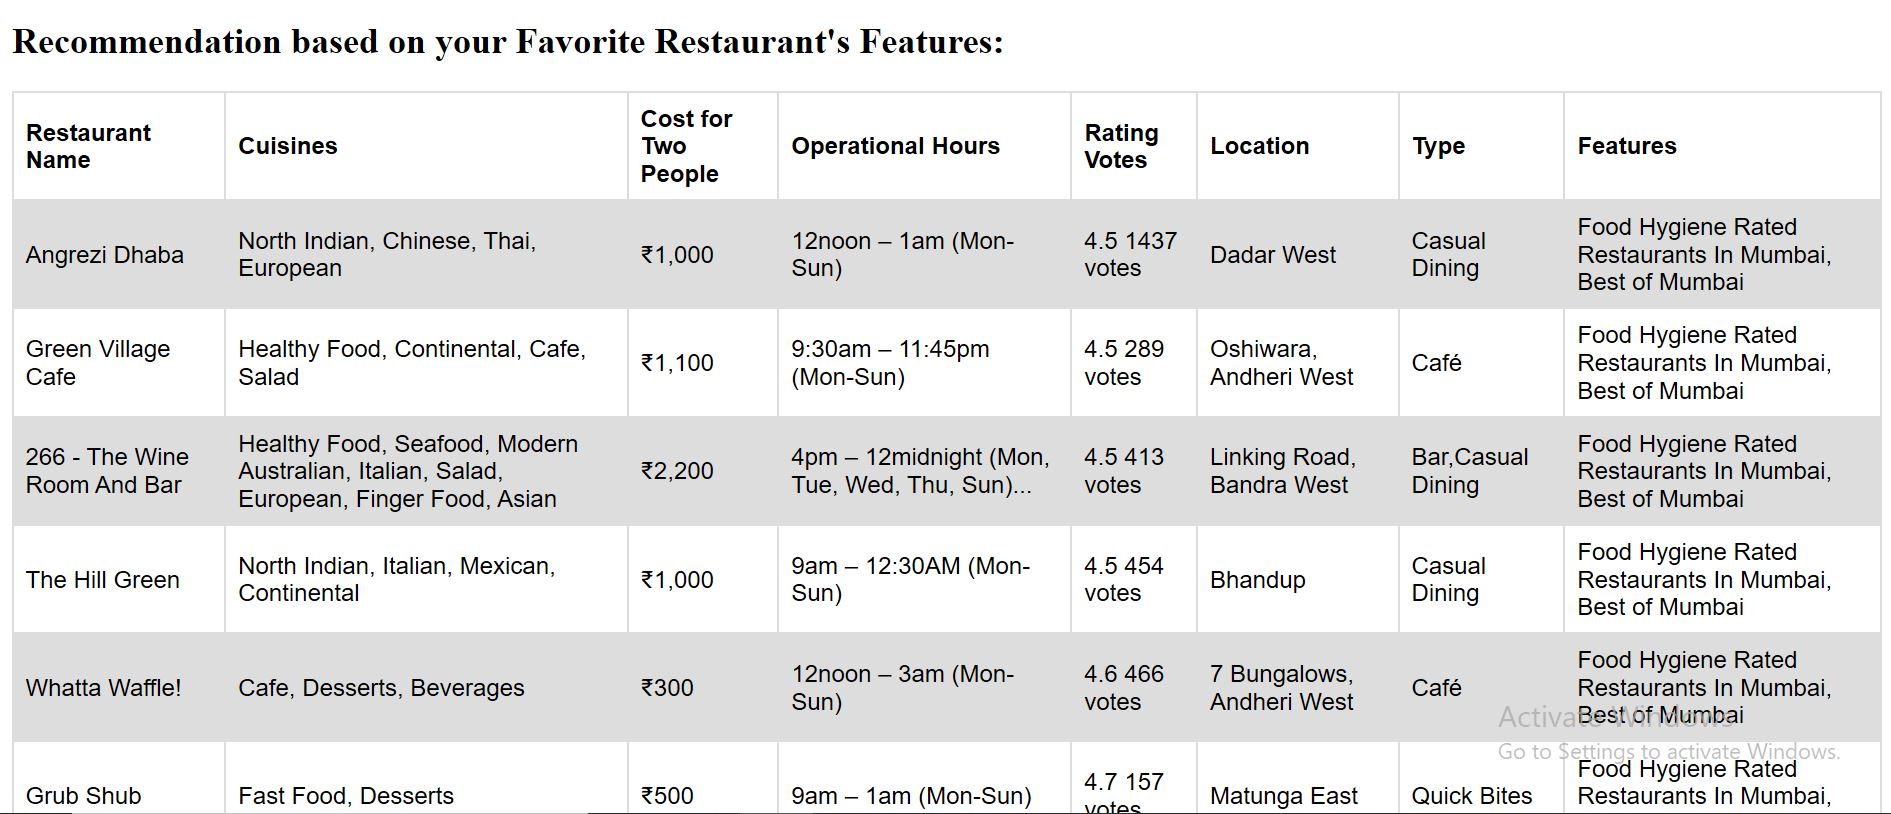 Recommendation based on your Favorite Restaurant's Features:
Restaurant Name
Cuisines
Cost for Two People
Operational Hours
Rating Votes
Location
Type
Features
Angrezi Dhaba
North Indian, Chinese, Thai,
European
₹1,000
12noon – 1am (Mon-
Sun)
4.5 1437
votes
Dadar West
Casual
Dining
Food Hygiene Rated
Restaurants In Mumbai,
Best of Mumbai
Green Village
Cafe
Healthy Food, Continental, Cafe,
Salad
₹1,100
9:30am – 11:45pm
(Mon-Sun)
4.5 289
votes
Oshiwara,
Andheri West
Café
Food Hygiene Rated
Restaurants In Mumbai,
Best of Mumbai
266 - The Wine
Room And Bar
Healthy Food, Seafood, Modern
Australian, Italian, Salad,
European, Finger Food, Asian
₹2,200
4pm – 12midnight (Mon,
Tue, Wed, Thu, Sun)...
4.5 413
votes
Linking Road,
Bandra West
Bar,Casual
Dining
Food Hygiene Rated
Restaurants In Mumbai,
Best of Mumbai
The Hill Green
North Indian, Italian, Mexican,
Continental
₹1,000
9am – 12:30AM (Mon-
Sun)
4.5 454
votes
Bhandup
Casual
Dining
Food Hygiene Rated
Restaurants In Mumbai,
Best of Mumbai
Whatta Waffle!
Cafe, Desserts, Beverages
₹300
12noon – 3am (Mon-
Sun)
4.6 466
votes
7 Bungalows,
Andheri West
Café
Food Hygiene Rated
Restaurants In Mumbai,
Best of Mumbai
Activate Windows
Go to Settings to activate Windows.
Grub Shub
Fast Food, Desserts
₹500
9am – 1am (Mon-Sun)
4.7 157
votes
Matunga East
Quick Bites
Food Hygiene Rated
Restaurants In Mumbai,